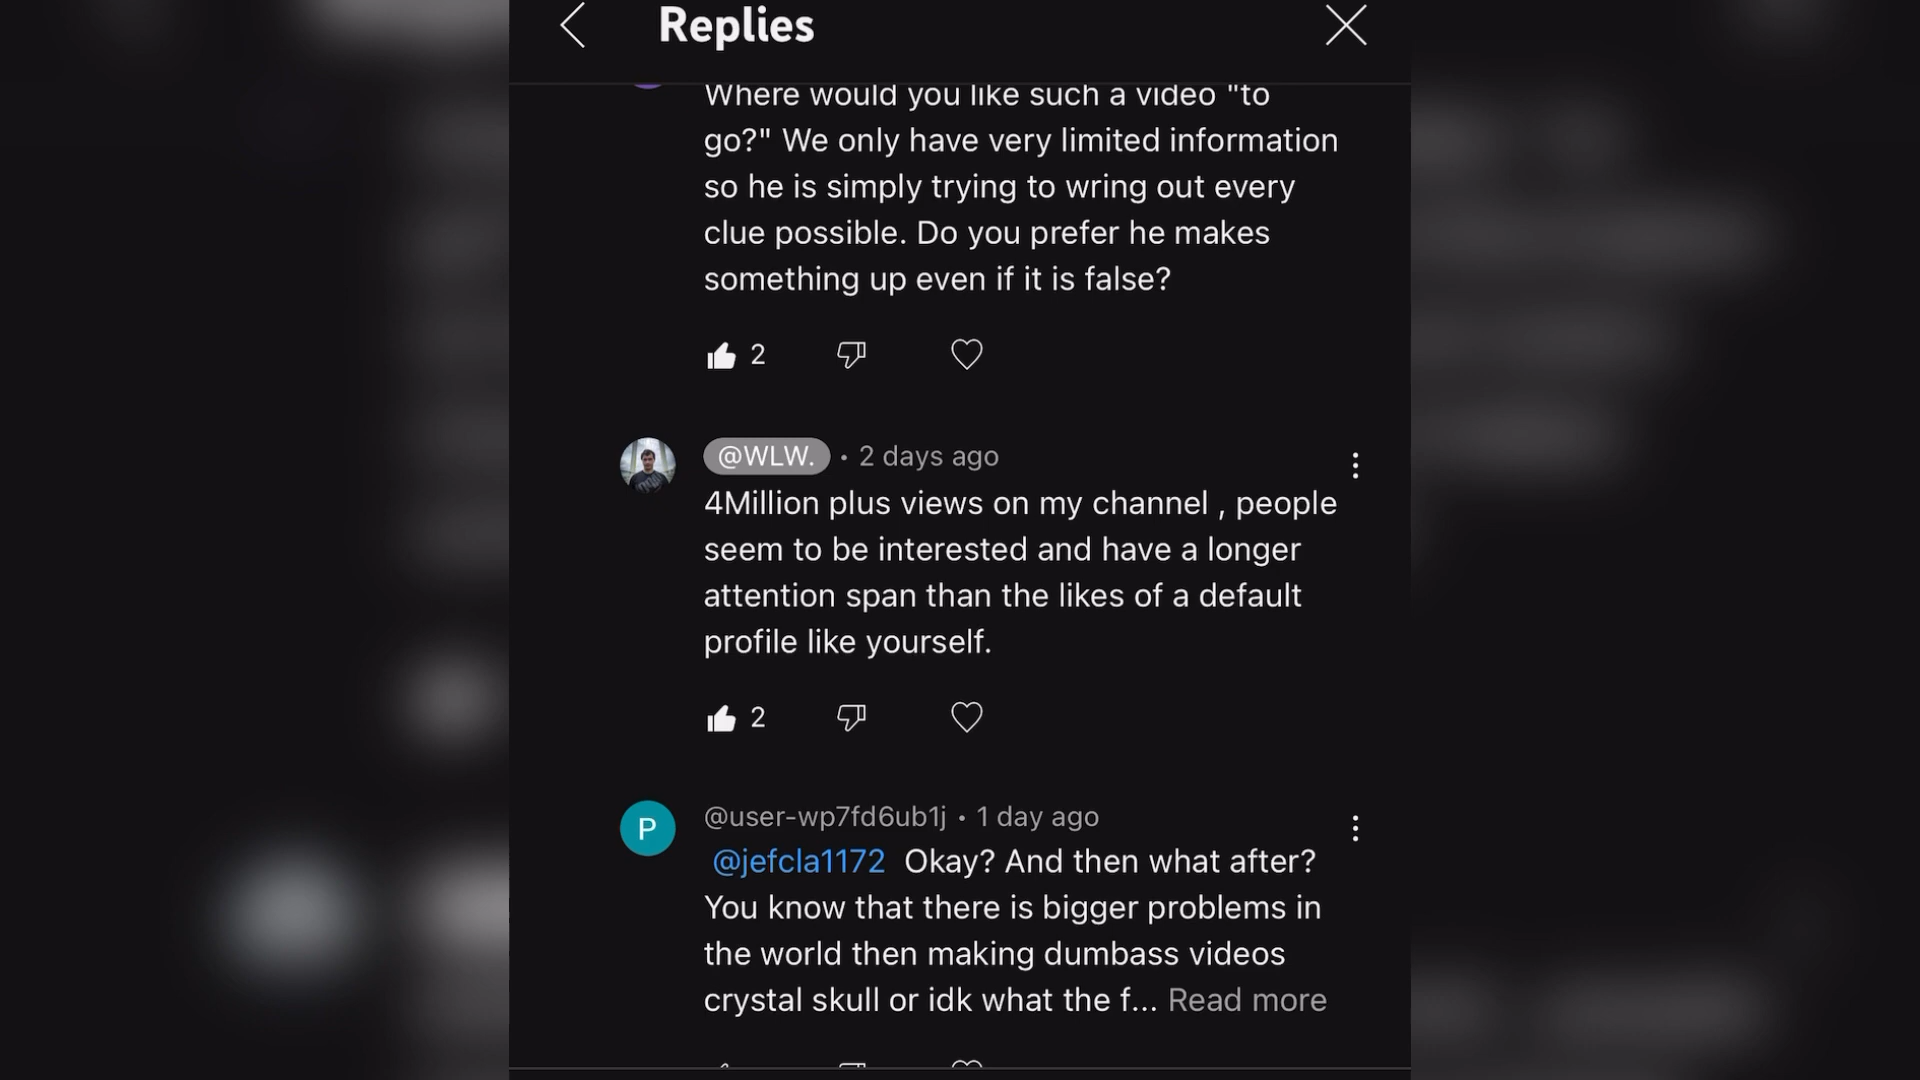 Replies
Where would you like such a video "to
go?" We only have very limited information
so he is simply trying to wring out every
clue possible. Do you prefer he makes
something up even if it is false?
2
@WLW. • 2 days ago
4Million plus views on my channel , people
seem to be interested and have a longer
attention span than the likes of a default
profile like yourself.
2
P
@user-wp7fd6ub1j • 1 day ago
@jefcla1172 Okay? And then what after?
You know that there is bigger problems in
the world then making dumbass videos
crystal skull or idk what the f... Read more